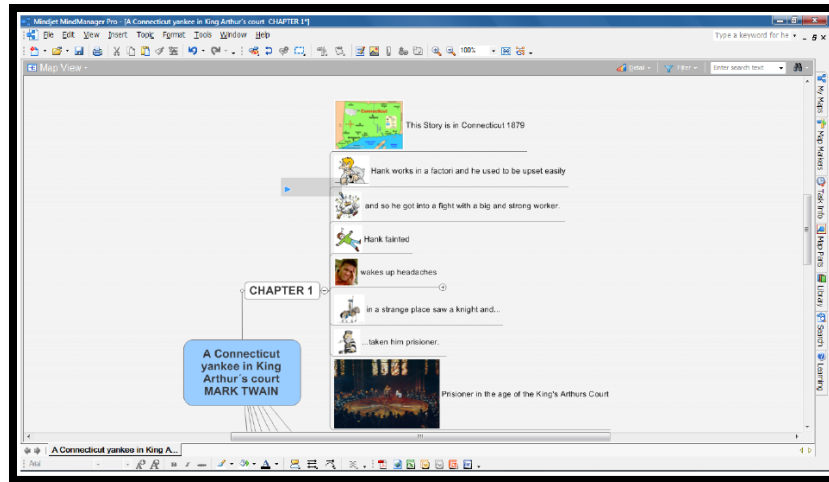 Mindjet MindManager Pro - [A Connecticut yankee in King Arthur's court CHAPTER 1*]
File Edit View Insert Topic Format Tools Window Help
Type a keyword for he
100%
Map View
Detail
Filter
Enter search text
My Maps
Map Markers
Task Info
Map Parts
Library
Search
Learning
Connecticut
This Story is in Connecticut 1879
Hank works in a factori and he used to be upset easily
and so he got into a fight with a big and strong worker.
Hank fainted
wakes up headaches
CHAPTER 1
in a strange place saw a knight and...
...taken him prisioner.
A Connecticut
yankee in King
Arthur´s court
MARK TWAIN
Prisioner in the age of the King's Arthurs Court
A Connecticut yankee in King A...
Arial